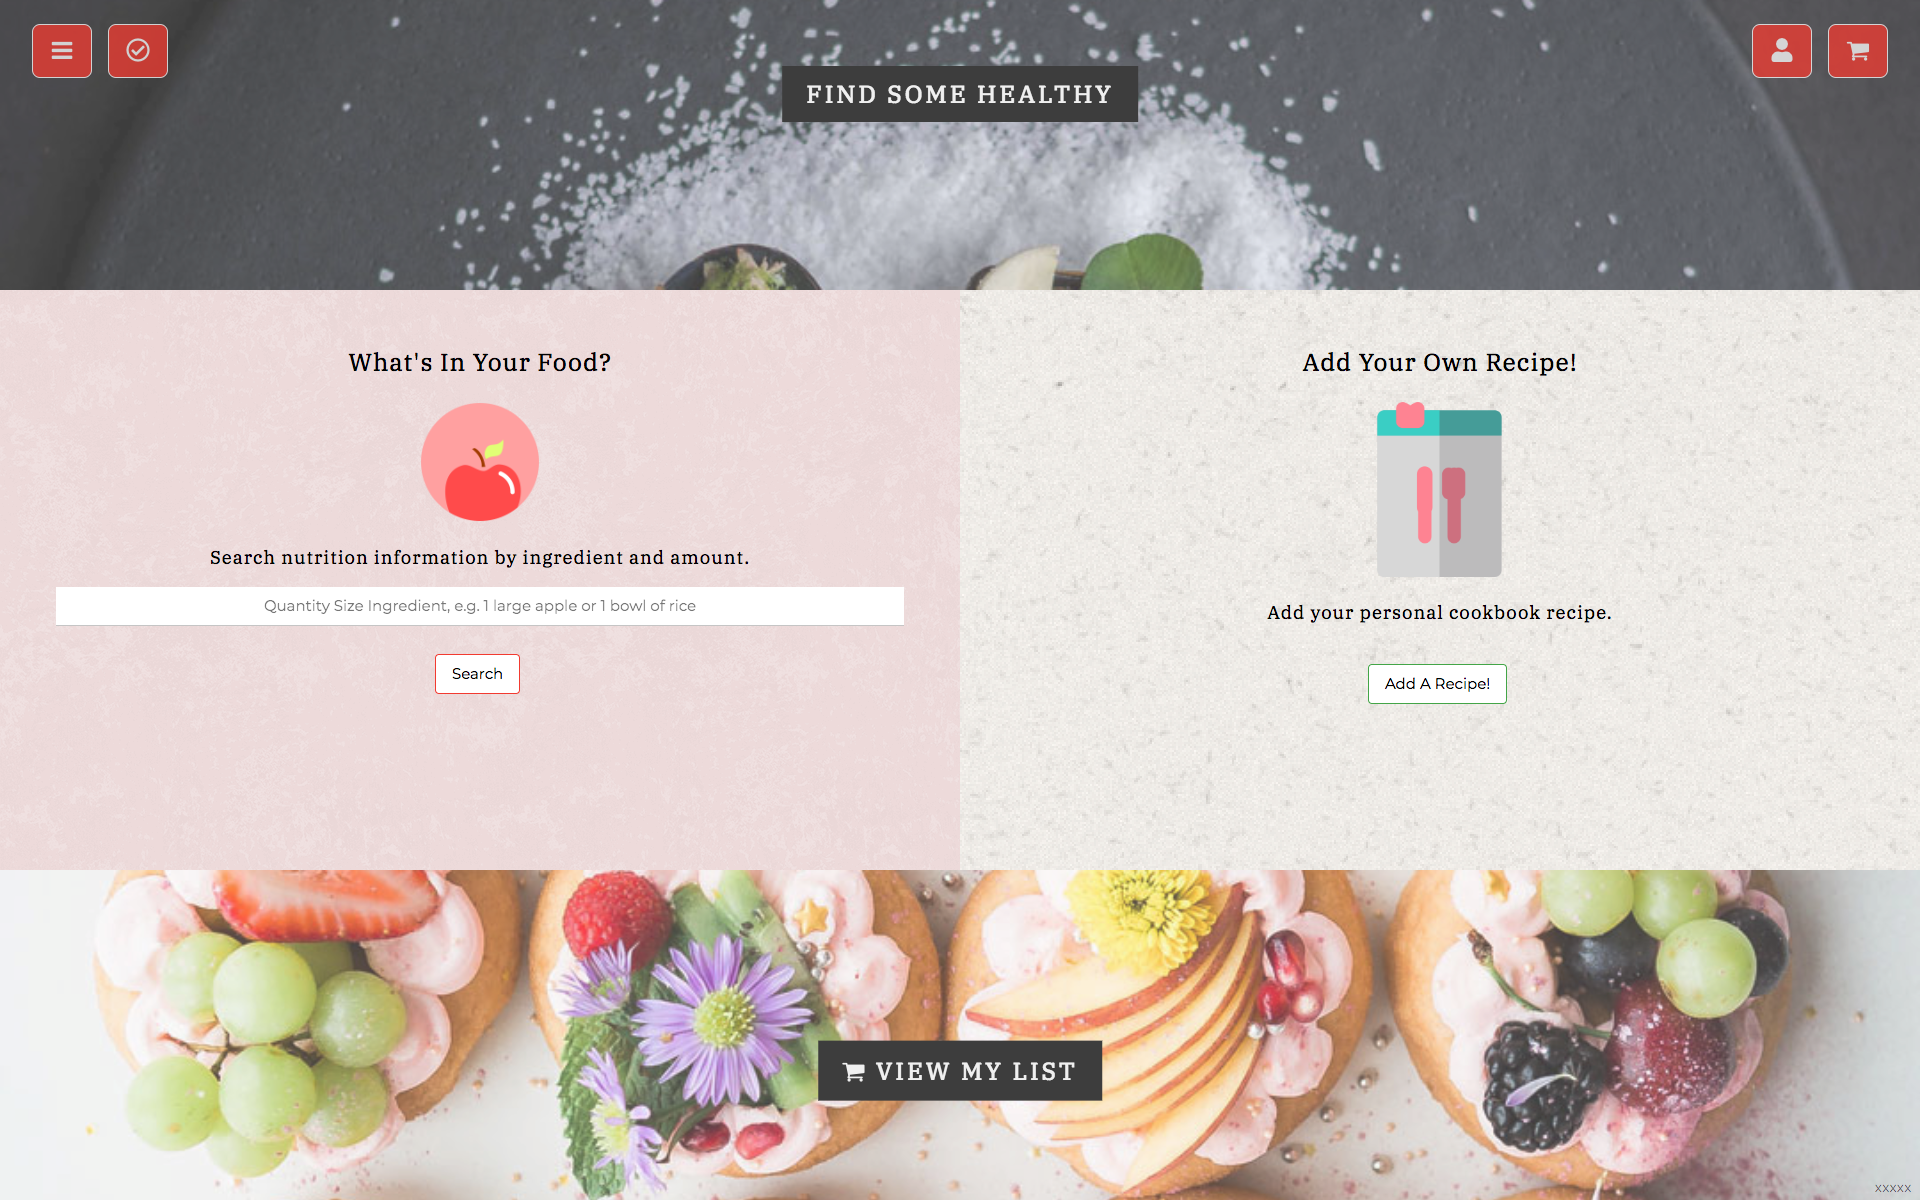 FIND SOME HEALTHY
What's In Your Food?
Search nutrition information by ingredient and amount.
Quantity Size Ingredient, e.g. 1 large apple or 1 bowl of rice
Search
Add Your Own Recipe!
Add your personal cookbook recipe.
Add A Recipe!
VIEW MY LIST
xxxxx